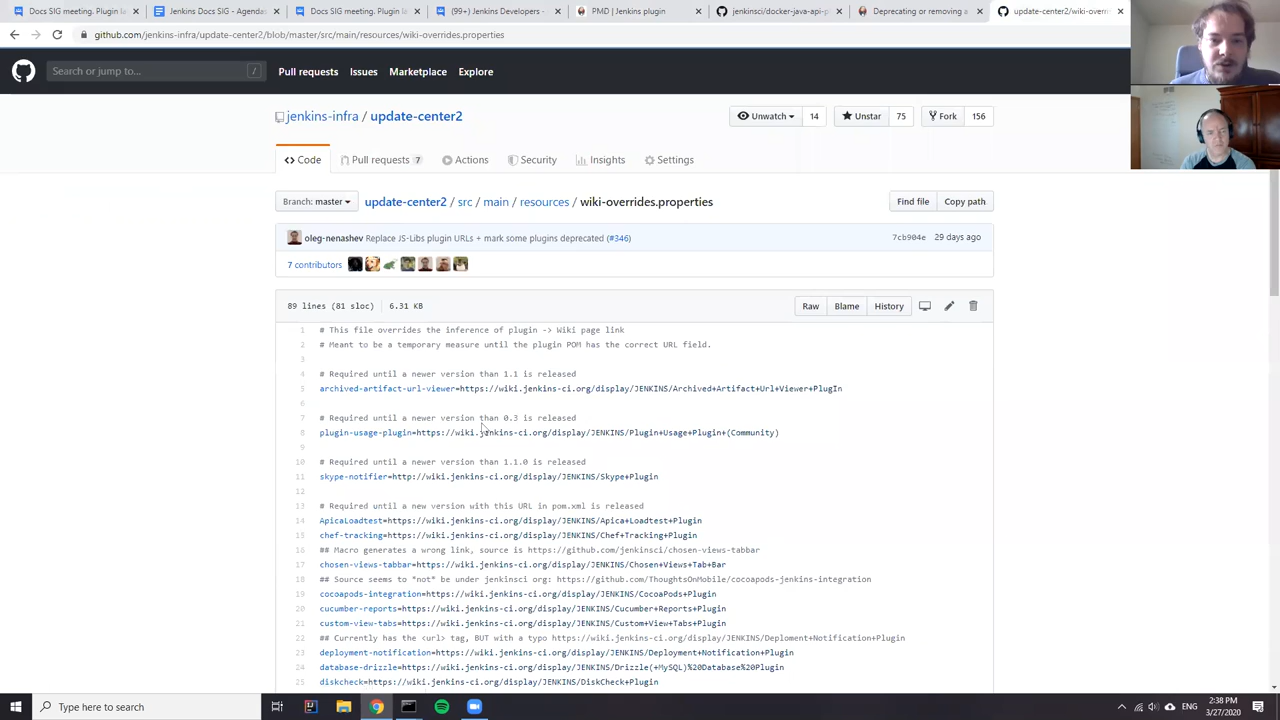 Docs SIG meeting. Plugin la
Jenkins Docs SIG - Agendas
Docs SIG meeting. Plugin la
(99+) Jenkins Developers -
PMD | Jenkins plugin
jenkinsci/docker-java-api-p
Deprecating or removing a
update-center2/wiki-overri
github.com/jenkins-infra/update-center2/blob/master/src/main/resources/wiki-overrides.properties
Search or jump to...
/
Pull requests
Issues
Marketplace
Explore
jenkins-infra / update-center2
Unwatch 14
Unstar 75
Fork 156
Code
Pull requests 7
Actions
Security
Insights
Settings
Branch: master
update-center2 / src / main / resources / wiki-overrides.properties
Find file
Copy path
oleg-nenashev Replace JS-Libs plugin URLs + mark some plugins deprecated (#346)
7cb904e 29 days ago
7 contributors
89 lines (81 sloc)
6.31 KB
Raw
Blame
History
1 # This file overrides the inference of plugin -> Wiki page link
2 # Meant to be a temporary measure until the plugin POM has the correct URL field.
3
4 # Required until a newer version than 1.1 is released
5 archived-artifact-url-viewer=https://wiki.jenkins-ci.org/display/JENKINS/Archived+Artifact+Url+Viewer+PlugIn
6
7 # Required until a newer version than 0.3 is released
8 plugin-usage-plugin=https://wiki.jenkins-ci.org/display/JENKINS/Plugin+Usage+Plugin+(Community)
9
10 # Required until a newer version than 1.1.0 is released
11 skype-notifier=http://wiki.jenkins-ci.org/display/JENKINS/Skype+Plugin
12
13 # Required until a new version with this URL in pom.xml is released
14 ApicaLoadtest=https://wiki.jenkins-ci.org/display/JENKINS/Apica+Loadtest+Plugin
15 chef-tracking=https://wiki.jenkins-ci.org/display/JENKINS/Chef+Tracking+Plugin
16 ## Macro generates a wrong link, source is https://github.com/jenkinsci/chosen-views-tabbar
17 chosen-views-tabbar=https://wiki.jenkins-ci.org/display/JENKINS/Chosen+Views+Tab+Bar
18 ## Source seems to *not* be under jenkinsci org: https://github.com/ThoughtsOnMobile/cocoapods-jenkins-integration
19 cocoapods-integration=https://wiki.jenkins-ci.org/display/JENKINS/CocoaPods+Plugin
20 cucumber-reports=https://wiki.jenkins-ci.org/display/JENKINS/Cucumber+Reports+Plugin
21 custom-view-tabs=https://wiki.jenkins-ci.org/display/JENKINS/Custom+View+Tabs+Plugin
22 ## Currently has the <url> tag, BUT with a typo https://wiki.jenkins-ci.org/display/JENKINS/Deploment+Notification+Plugin
23 deployment-notification=https://wiki.jenkins-ci.org/display/JENKINS/Deployment+Notification+Plugin
24 database-drizzle=https://wiki.jenkins-ci.org/display/JENKINS/Drizzle(+MySQL)%20Database%20Plugin
25 diskcheck=https://wiki.jenkins-ci.org/display/JENKINS/DiskCheck+Plugin
Type here to search
ENG
2:38 PM
3/27/2020